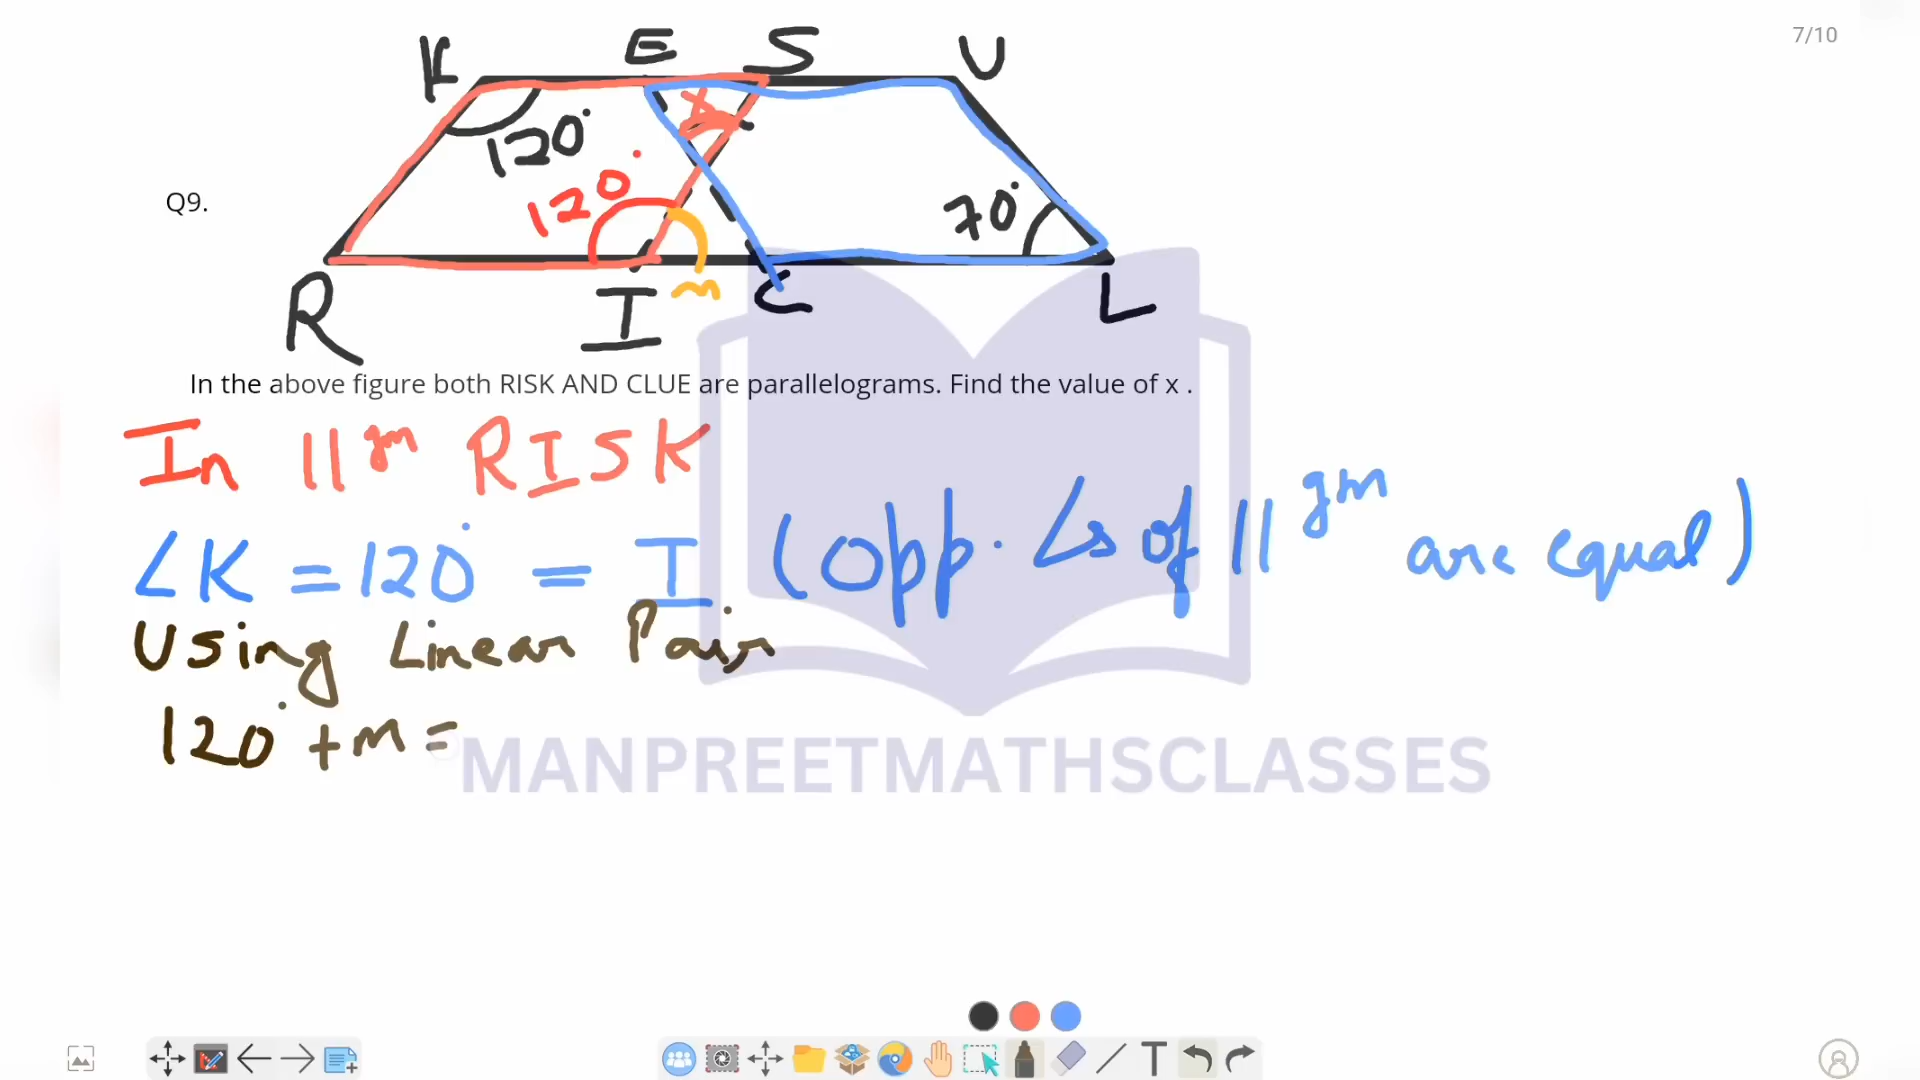 7/10
K E S U
120°
x
120°
70°
Q9.
m
R I C L
In the above figure both RISK AND CLUE are parallelograms. Find the value of x .
In ||gm RISK
∠K = 120° = I (opp. ∠s of ||gm are equal)
Using Linear Pair
120° + m =
MANPREETMATHSCLASSES
T